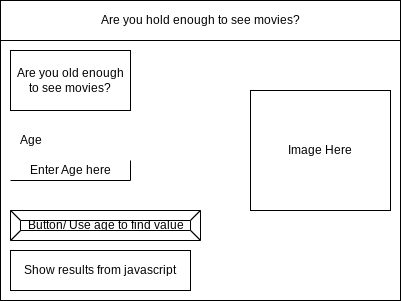 Are you hold enough to see movies?
Are you old enough
to see movies?
Age
Enter Age here
Image Here
Button/ Use age to find value
Show results from javascript